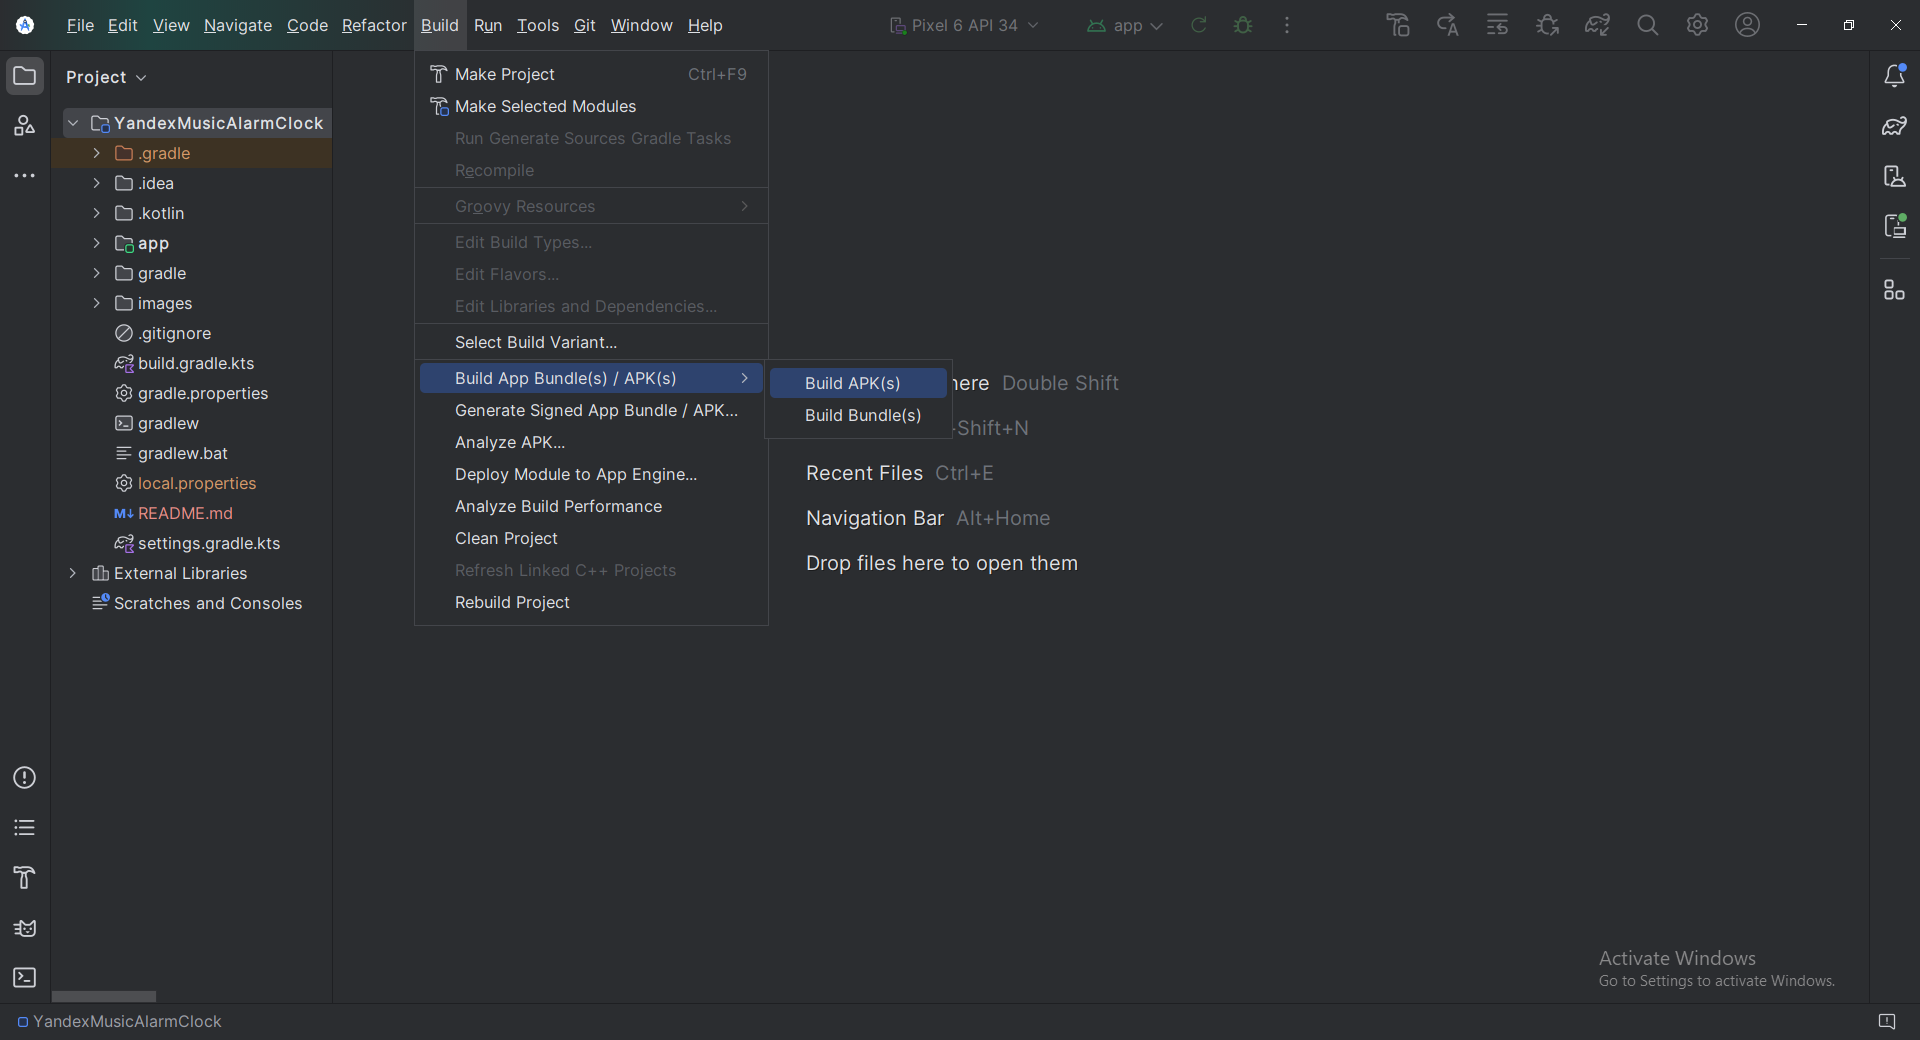 File Edit View Navigate Code Refactor Build Run Tools Git Window Help
Pixel 6 API 34
app
Project
YandexMusicAlarmClock
.gradle
.idea
.kotlin
app
gradle
images
.gitignore
build.gradle.kts
gradle.properties
gradlew
gradlew.bat
local.properties
README.md
settings.gradle.kts
External Libraries
Scratches and Consoles
Make Project Ctrl+F9
Make Selected Modules
Run Generate Sources Gradle Tasks
Recompile
Groovy Resources
Edit Build Types...
Edit Flavors...
Edit Libraries and Dependencies...
Select Build Variant...
Build App Bundle(s) / APK(s)
Generate Signed App Bundle / APK...
Analyze APK...
Deploy Module to App Engine...
Analyze Build Performance
Clean Project
Refresh Linked C++ Projects
Rebuild Project
Build APK(s)
Build Bundle(s)
here Double Shift
Shift+N
Recent Files Ctrl+E
Navigation Bar Alt+Home
Drop files here to open them
Activate Windows
Go to Settings to activate Windows.
YandexMusicAlarmClock